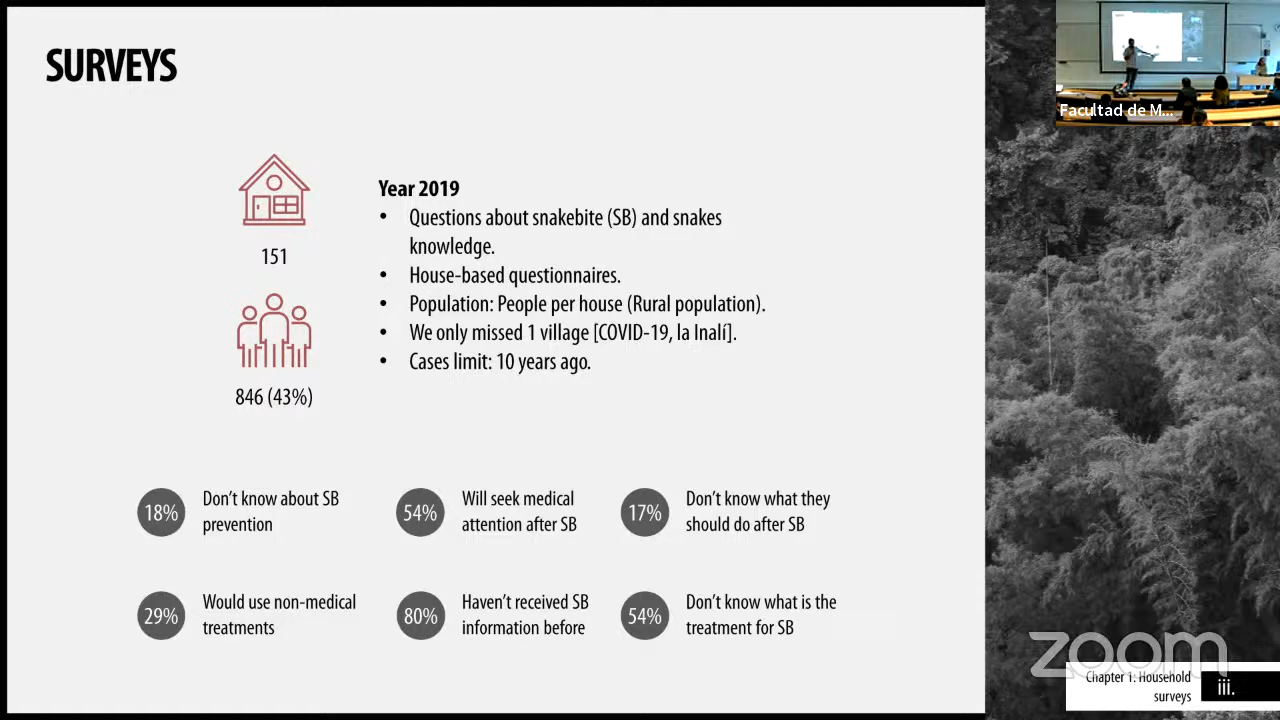 SURVEYS
151
846 (43%)
Year 2019
• Questions about snakebite (SB) and snakes
knowledge.
• House-based questionnaires.
• Population: People per house (Rural population).
• We only missed 1 village [COVID-19, la Inalí].
• Cases limit: 10 years ago.
18%
Don't know about SB
prevention
54%
Will seek medical
attention after SB
17%
Don't know what they
should do after SB
29%
Would use non-medical
treatments
80%
Haven't received SB
information before
54%
Don't know what is the
treatment for SB
Facultad de M...
zoom
Chapter 1: Household
surveys
iii.